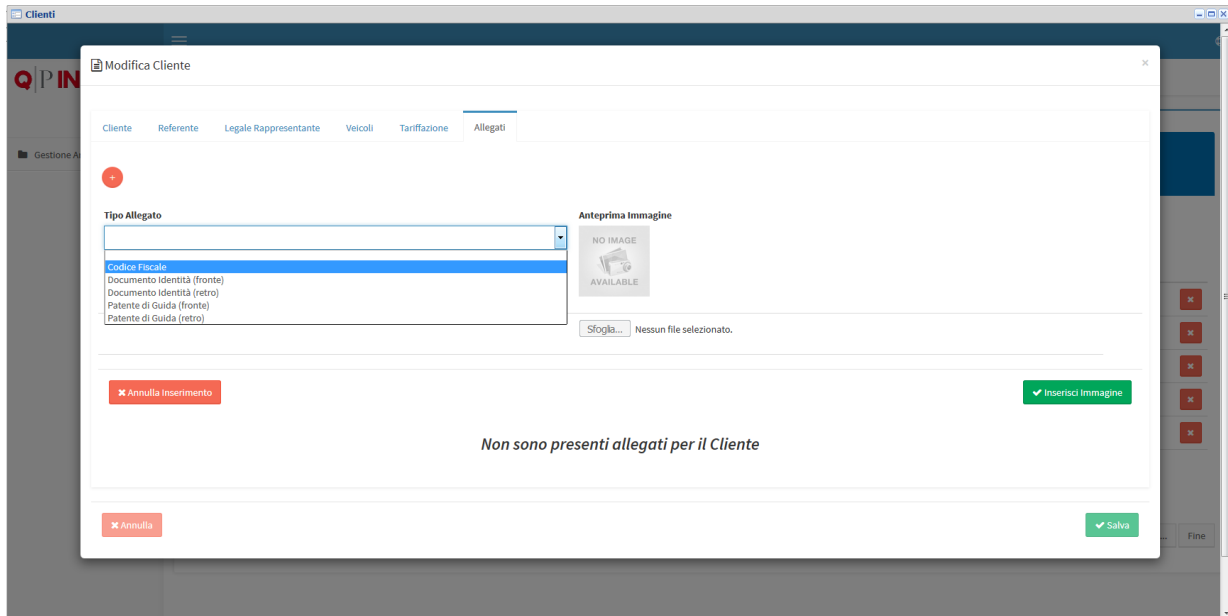 Clienti
Q|P IN
Modifica Cliente
Cliente Referente Legale Rappresentante Veicoli Tariffazione Allegati
Gestione
+
Tipo Allegato
Anteprima Immagine
NO IMAGE
AVAILABLE
Codice Fiscale
Documento Identità (fronte)
Documento Identità (retro)
Patente di Guida (fronte)
Patente di Guida (retro)
Sfoglia... Nessun file selezionato.
Annulla Inserimento
Inserisci Immagine
Non sono presenti allegati per il Cliente
Annulla
Salva
... Fine